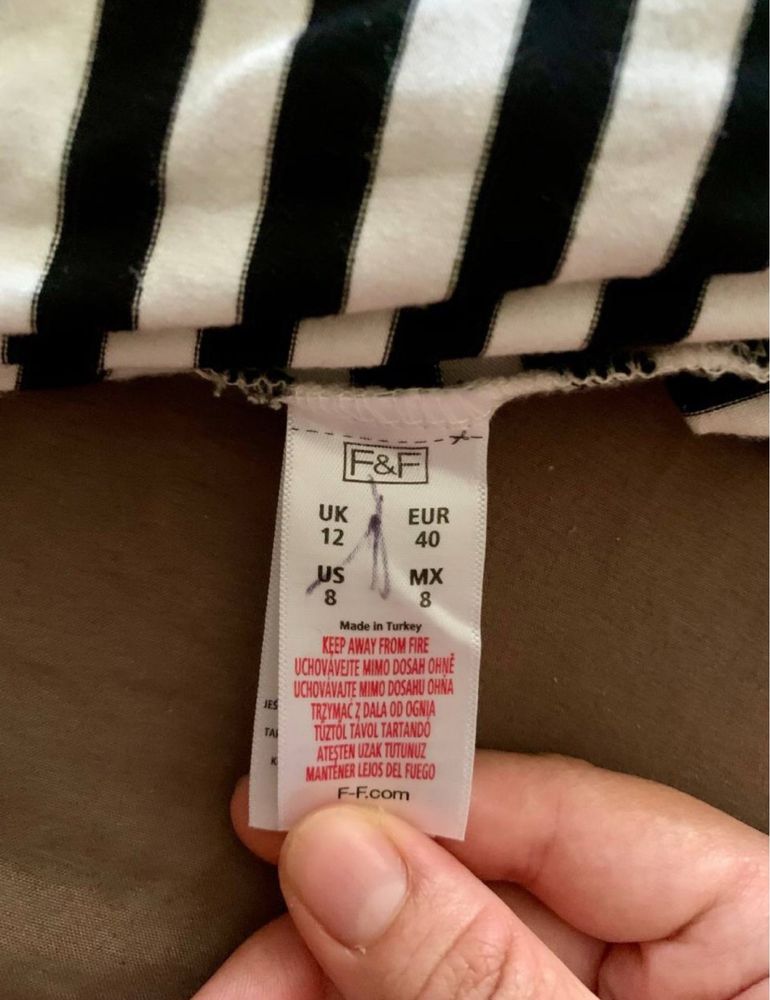 F&F
UK EUR
12 40
US MX
8 8
Made in Turkey
KEEP AWAY FROM FIRE
UCHOVÁVEJTE MIMO DOSAH OHNĚ
UCHOVÁVAJTE MIMO DOSAHU OHŇA
TRZYMAĆ Z DALA OD OGNIA
TŰZTŐL TÁVOL TARTANDÓ
ATEŞTEN UZAK TUTUNUZ
MANTÉNER LEJOS DEL FUEGO
F-F.com